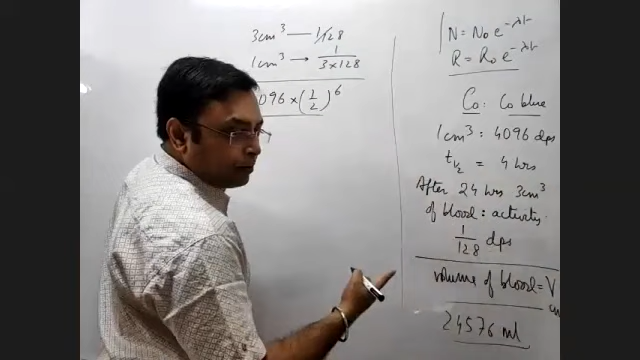 3cm³ — 1/128
1cm³ → 1/(3×128)
096 × (1/2)⁶
N = N₀ e^(-λt)
R = R₀ e^(-λt)
Co : Co blue
1cm³ : 4096 dps
t½ = 4 hrs
After 24 hrs 3cm³
of blood : activity.
1/128 dps
volume of blood = V
24576 ml